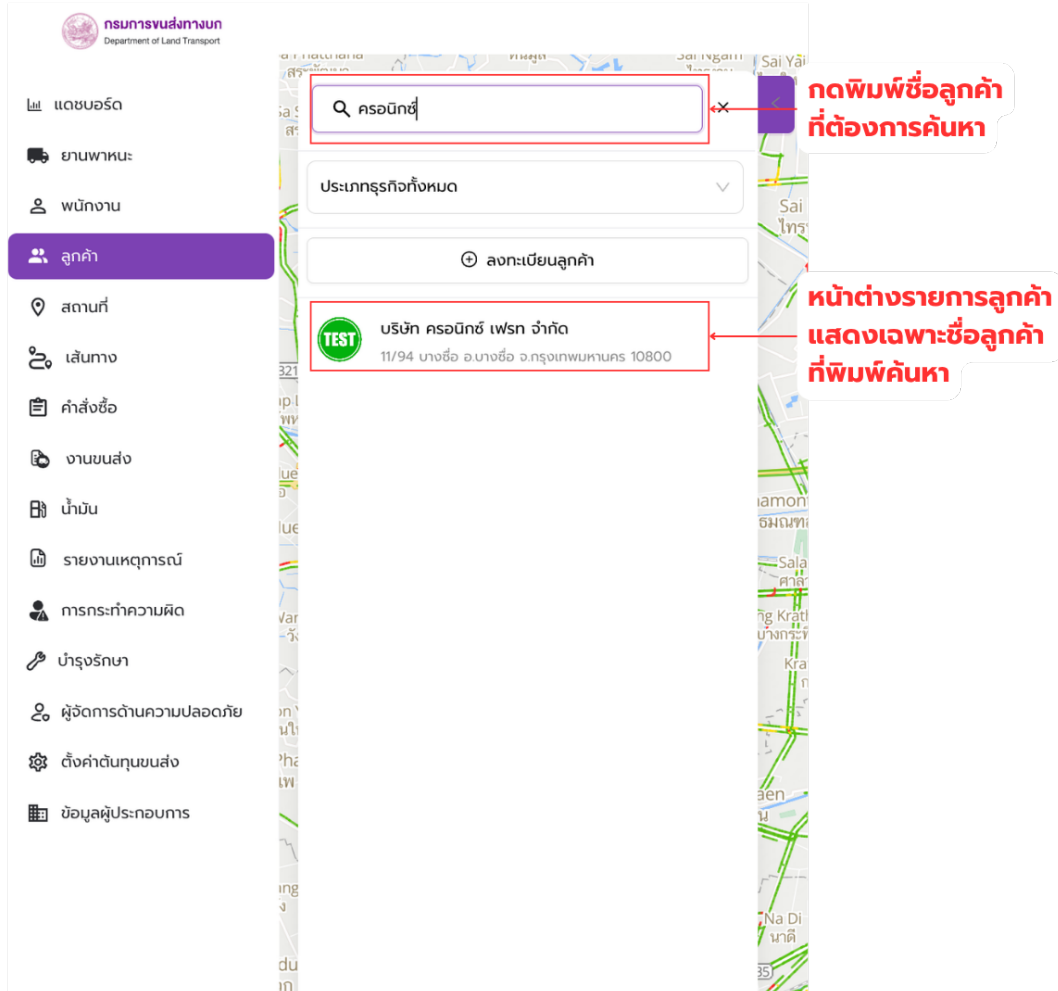 กรมการขนส่งทางบก
Department of Land Transport
แดชบอร์ด
ยานพาหนะ
พนักงาน
ลูกค้า
สถานที่
เส้นทาง
คำสั่งซื้อ
งานขนส่ง
น้ำมัน
รายงานเหตุการณ์
การกระทำความผิด
บำรุงรักษา
ผู้จัดการด้านความปลอดภัย
ตั้งค่าต้นทุนขนส่ง
ข้อมูลผู้ประกอบการ
ครอนิกซ์
ประเภทธุรกิจทั้งหมด
ลงทะเบียนลูกค้า
TEST
บริษัท ครอนิกซ์ เฟรท จำกัด
11/94 บางซื่อ อ.บางซื่อ จ.กรุงเทพมหานคร 10800
กดพิมพ์ชื่อลูกค้า
ที่ต้องการค้นหา
หน้าต่างรายการลูกค้า
แสดงเฉพาะชื่อลูกค้า
ที่พิมพ์ค้นหา
Sai Ngam
Sai
Sala
Na Di
นาดี